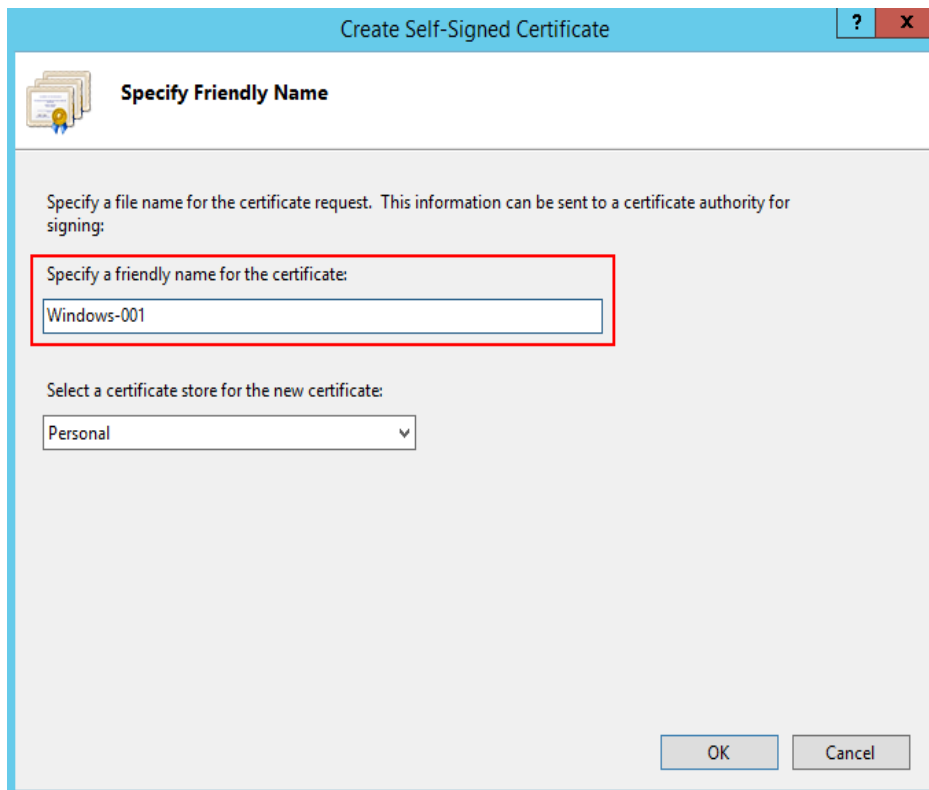 Create Self-Signed Certificate
? x
Specify Friendly Name
Specify a file name for the certificate request.  This information can be sent to a certificate authority for
signing:
Specify a friendly name for the certificate:
Windows-001
Select a certificate store for the new certificate:
Personal
OK Cancel